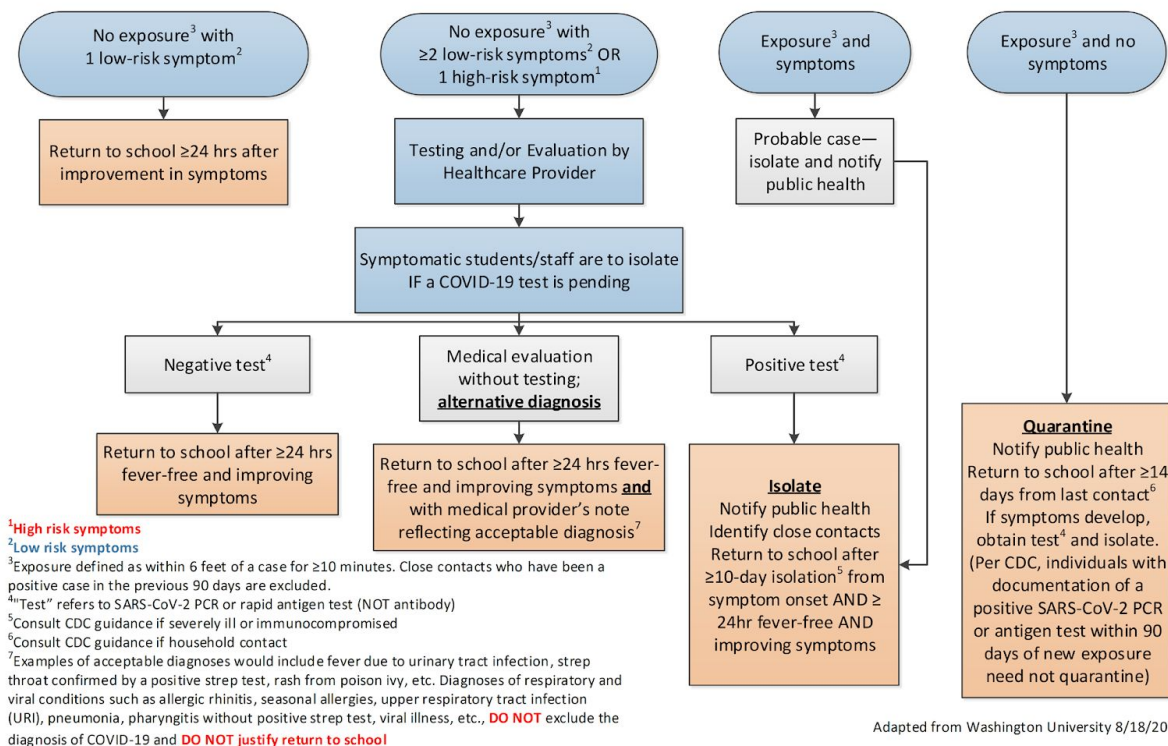 No exposure³ with
1 low-risk symptom²
No exposure³ with
≥2 low-risk symptoms² OR
1 high-risk symptom¹
Exposure³ and
symptoms
Exposure³ and no
symptoms
Return to school ≥24 hrs after
improvement in symptoms
Testing and/or Evaluation by
Healthcare Provider
Probable case—
isolate and notify
public health
Symptomatic students/staff are to isolate
IF a COVID-19 test is pending
Negative test⁴
Medical evaluation
without testing;
alternative diagnosis
Positive test⁴
Return to school after ≥24 hrs
fever-free and improving
symptoms
Return to school after ≥24 hrs fever-
free and improving symptoms and
with medical provider's note
reflecting acceptable diagnosis⁷
Isolate
Notify public health
Identify close contacts
Return to school after
≥10-day isolation⁵ from
symptom onset AND ≥
24hr fever-free AND
improving symptoms
Quarantine
Notify public health
Return to school after ≥14
days from last contact⁶
If symptoms develop,
obtain test⁴ and isolate.
(Per CDC, individuals with
documentation of a
positive SARS-CoV-2 PCR
or antigen test within 90
days of new exposure
need not quarantine)
¹High risk symptoms
²Low risk symptoms
³Exposure defined as within 6 feet of a case for ≥10 minutes. Close contacts who have been a
positive case in the previous 90 days are excluded.
⁴"Test" refers to SARS-CoV-2 PCR or rapid antigen test (NOT antibody)
⁵Consult CDC guidance if severely ill or immunocompromised
⁶Consult CDC guidance if household contact
⁷Examples of acceptable diagnoses would include fever due to urinary tract infection, strep
throat confirmed by a positive strep test, rash from poison ivy, etc. Diagnoses of respiratory and
viral conditions such as allergic rhinitis, seasonal allergies, upper respiratory tract infection
(URI), pneumonia, pharyngitis without positive strep test, viral illness, etc., DO NOT exclude the
diagnosis of COVID-19 and DO NOT justify return to school
Adapted from Washington University 8/18/20